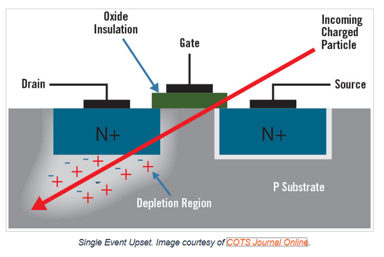 Oxide
Insulation
Incoming
Charged
Particle
Gate
Drain
Source
N+
N+
P Substrate
Depletion Region
Single Event Upset. Image courtesy of COTS Journal Online.